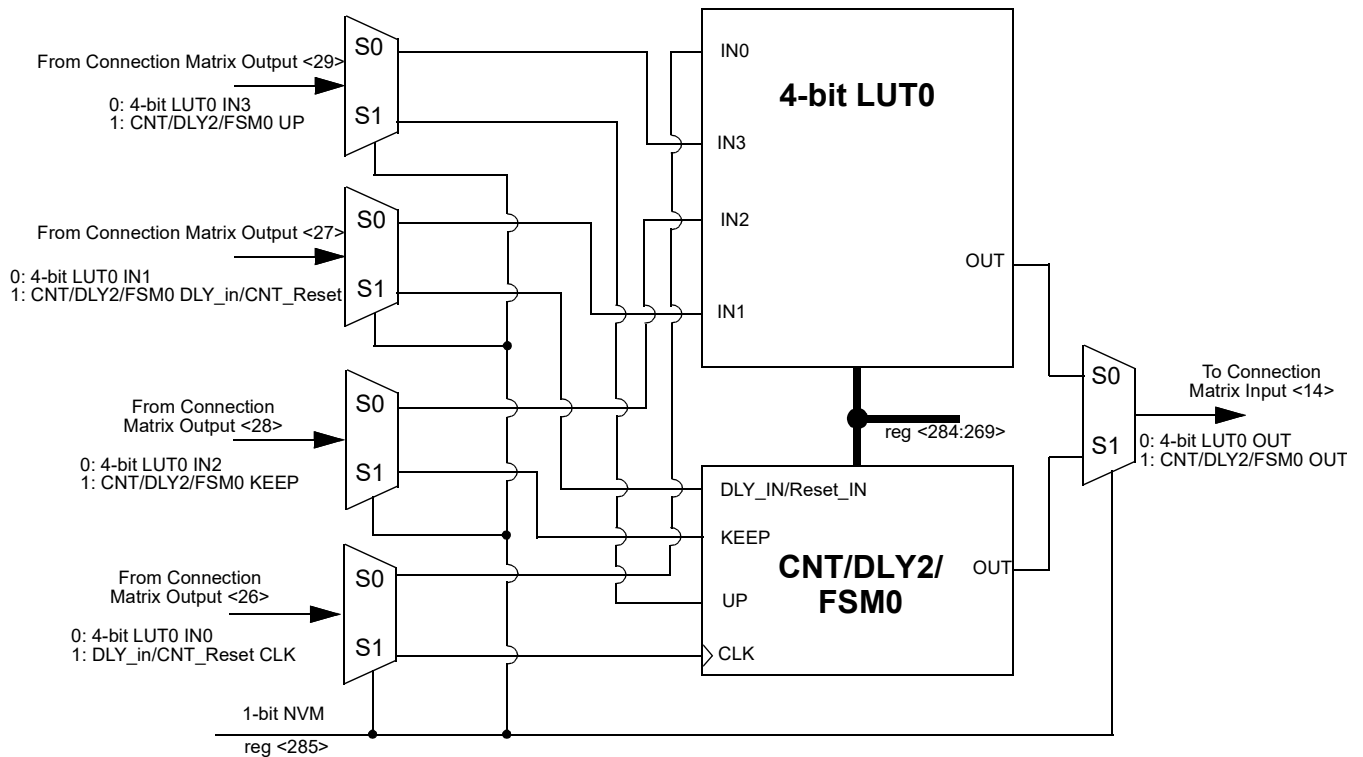 From Connection Matrix Output <29>
0: 4-bit LUT0 IN3
1: CNT/DLY2/FSM0 UP
S0
S1
From Connection Matrix Output <27>
0: 4-bit LUT0 IN1
1: CNT/DLY2/FSM0 DLY_in/CNT_Reset
S0
S1
From Connection
Matrix Output <28>
0: 4-bit LUT0 IN2
1: CNT/DLY2/FSM0 KEEP
S0
S1
From Connection
Matrix Output <26>
0: 4-bit LUT0 IN0
1: DLY_in/CNT_Reset CLK
S0
S1
1-bit NVM
reg <285>
4-bit LUT0
IN0
IN3
IN2
IN1
OUT
reg <284:269>
DLY_IN/Reset_IN
KEEP
UP
CLK
CNT/DLY2/
FSM0
OUT
S0
S1
To Connection
Matrix Input <14>
0: 4-bit LUT0 OUT
1: CNT/DLY2/FSM0 OUT